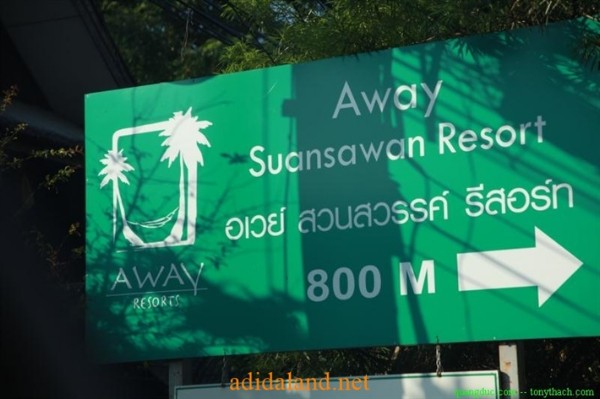 Away
Suansawan Resort
อเวย์ สวนสวรรค์ รีสอร์ท
800 M
AWAY
RESORTS
adidaland.net
-- tonythach.com